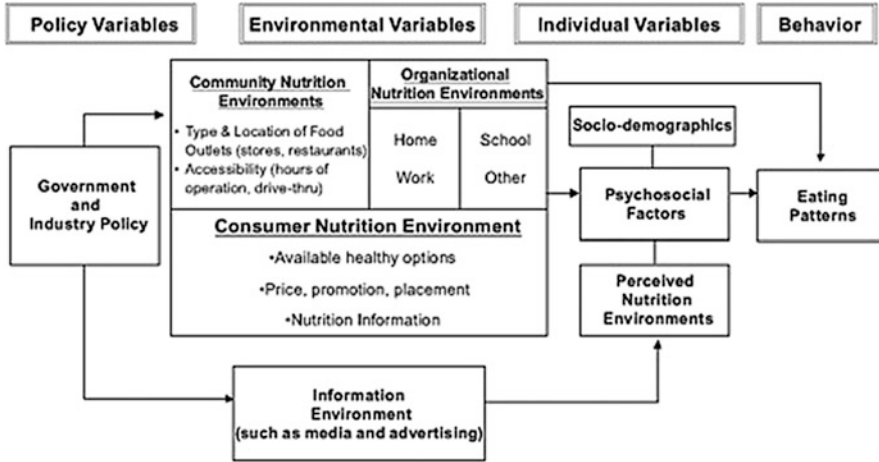 Policy Variables
Environmental Variables
Individual Variables
Behavior
Community Nutrition
Environments
• Type & Location of Food
Outlets (stores, restaurants)
• Accessibility (hours of
operation, drive-thru)
Organizational
Nutrition Environments
Home
School
Work
Other
Consumer Nutrition Environment
•Available healthy options
•Price, promotion, placement
•Nutrition Information
Government
and
Industry Policy
Socio-demographics
Psychosocial
Factors
Perceived
Nutrition
Environments
Eating
Patterns
Information
Environment
(such as media and advertising)